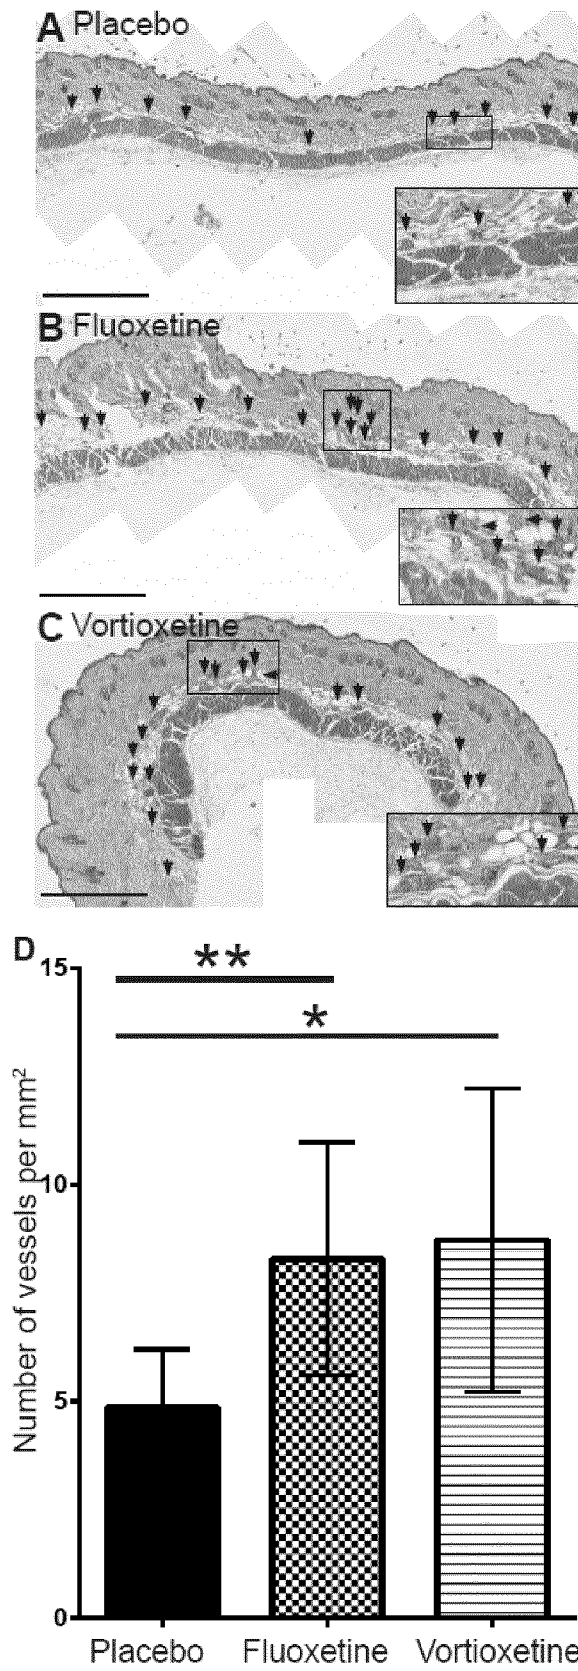 A Placebo
B Fluoxetine
C Vortioxetine
D
**
*
Number of vessels per mm²
15
10
5
0
Placebo Fluoxetine Vortioxetine